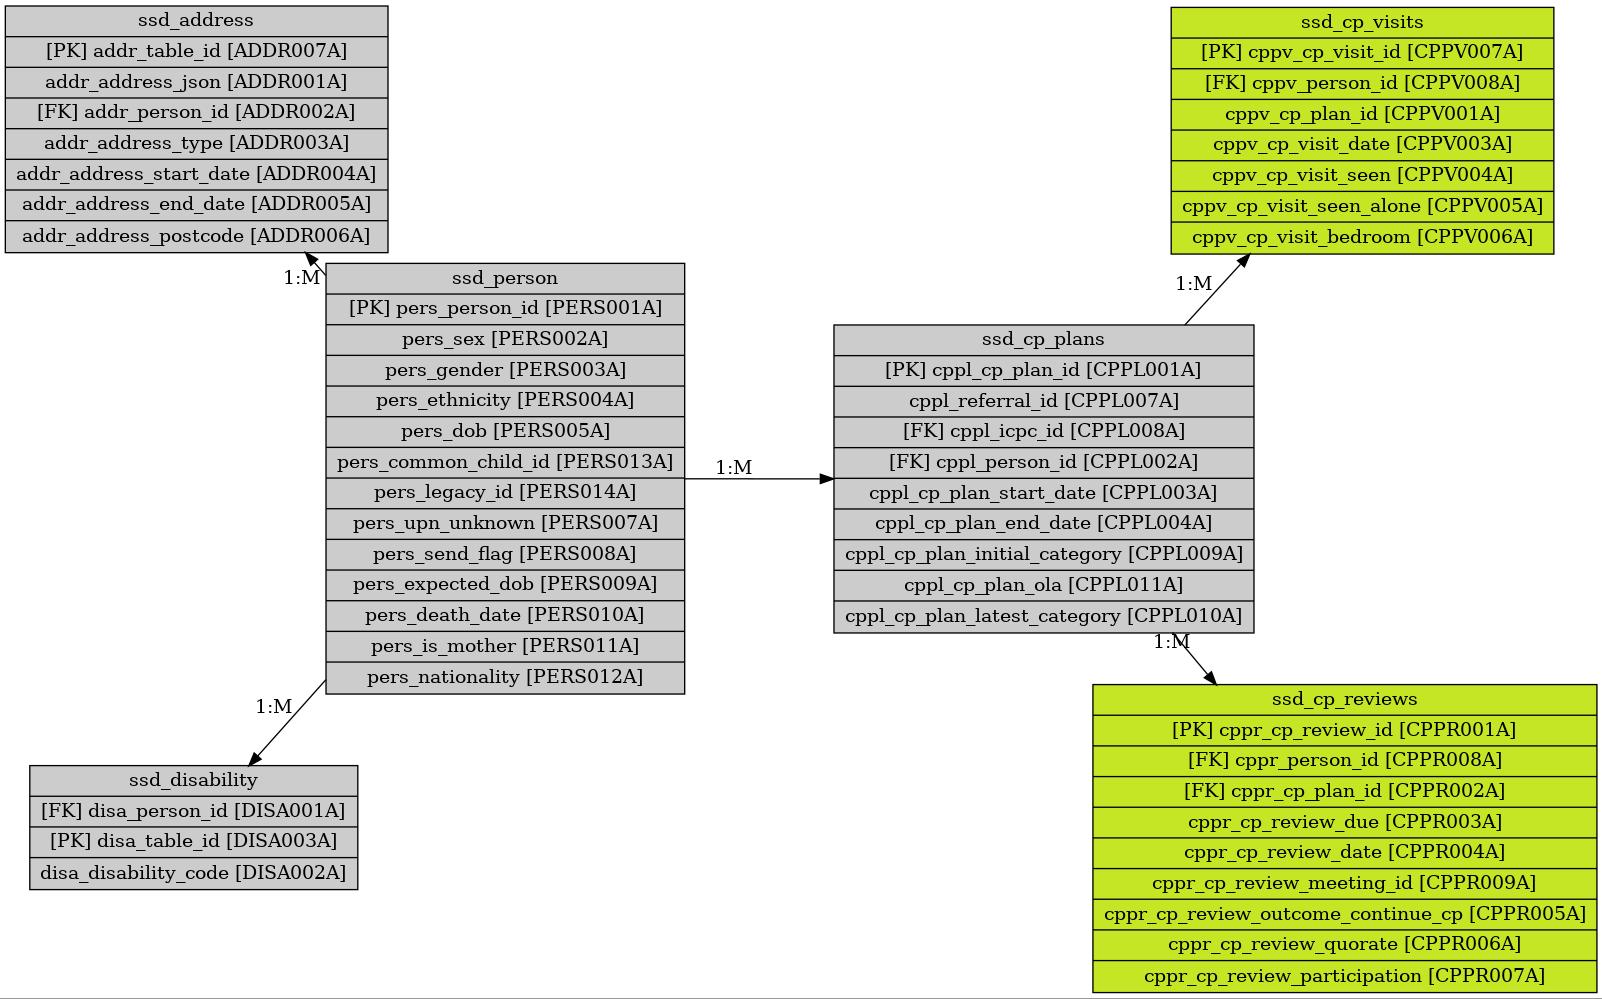 ssd_address
[PK] addr_table_id [ADDR007A]
addr_address_json [ADDR001A]
[FK] addr_person_id [ADDR002A]
addr_address_type [ADDR003A]
addr_address_start_date [ADDR004A]
addr_address_end_date [ADDR005A]
addr_address_postcode [ADDR006A]
1:M
ssd_person
[PK] pers_person_id [PERS001A]
pers_sex [PERS002A]
pers_gender [PERS003A]
pers_ethnicity [PERS004A]
pers_dob [PERS005A]
pers_common_child_id [PERS013A]
pers_legacy_id [PERS014A]
pers_upn_unknown [PERS007A]
pers_send_flag [PERS008A]
pers_expected_dob [PERS009A]
pers_death_date [PERS010A]
pers_is_mother [PERS011A]
pers_nationality [PERS012A]
1:M
ssd_disability
[FK] disa_person_id [DISA001A]
[PK] disa_table_id [DISA003A]
disa_disability_code [DISA002A]
1:M
ssd_cp_visits
[PK] cppv_cp_visit_id [CPPV007A]
[FK] cppv_person_id [CPPV008A]
cppv_cp_plan_id [CPPV001A]
cppv_cp_visit_date [CPPV003A]
cppv_cp_visit_seen [CPPV004A]
cppv_cp_visit_seen_alone [CPPV005A]
cppv_cp_visit_bedroom [CPPV006A]
1:M
ssd_cp_plans
[PK] cppl_cp_plan_id [CPPL001A]
cppl_referral_id [CPPL007A]
[FK] cppl_icpc_id [CPPL008A]
[FK] cppl_person_id [CPPL002A]
cppl_cp_plan_start_date [CPPL003A]
cppl_cp_plan_end_date [CPPL004A]
cppl_cp_plan_initial_category [CPPL009A]
cppl_cp_plan_ola [CPPL011A]
cppl_cp_plan_latest_category [CPPL010A]
1:M
ssd_cp_reviews
[PK] cppr_cp_review_id [CPPR001A]
[FK] cppr_person_id [CPPR008A]
[FK] cppr_cp_plan_id [CPPR002A]
cppr_cp_review_due [CPPR003A]
cppr_cp_review_date [CPPR004A]
cppr_cp_review_meeting_id [CPPR009A]
cppr_cp_review_outcome_continue_cp [CPPR005A]
cppr_cp_review_quorate [CPPR006A]
cppr_cp_review_participation [CPPR007A]